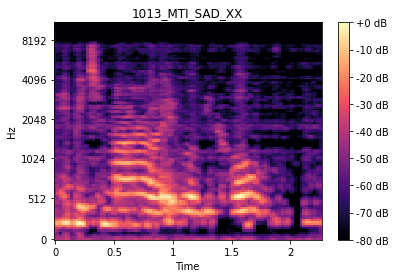 1013_MTI_SAD_XX
8192
4096
2048
1024
512
0
Hz
0
0.5
1
1.5
2
Time
+0 dB
-10 dB
-20 dB
-30 dB
-40 dB
-50 dB
-60 dB
-70 dB
-80 dB